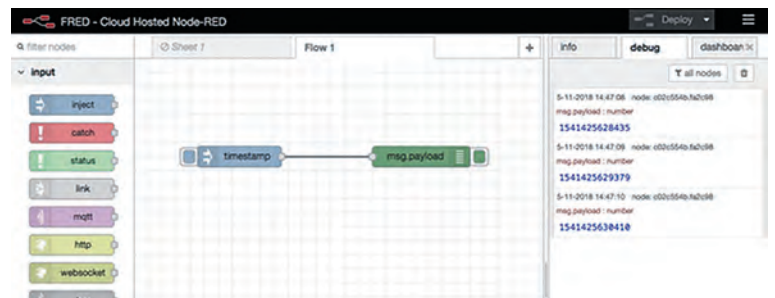 FRED - Cloud Hosted Node-RED
Deploy
filter nodes
Sheet 1
Flow 1
+
info
debug
dashboar
all nodes
input
inject
catch
status
link
mqtt
http
websocket
timestamp
msg.payload
5-11-2018 14:47:08 node: c02c554b.fa2c98
msg.payload : number
1541425628435
5-11-2018 14:47:09 node: c02c554b.fa2c98
msg.payload : number
1541425629379
5-11-2018 14:47:10 node: c02c554b.fa2c98
msg.payload : number
1541425630410